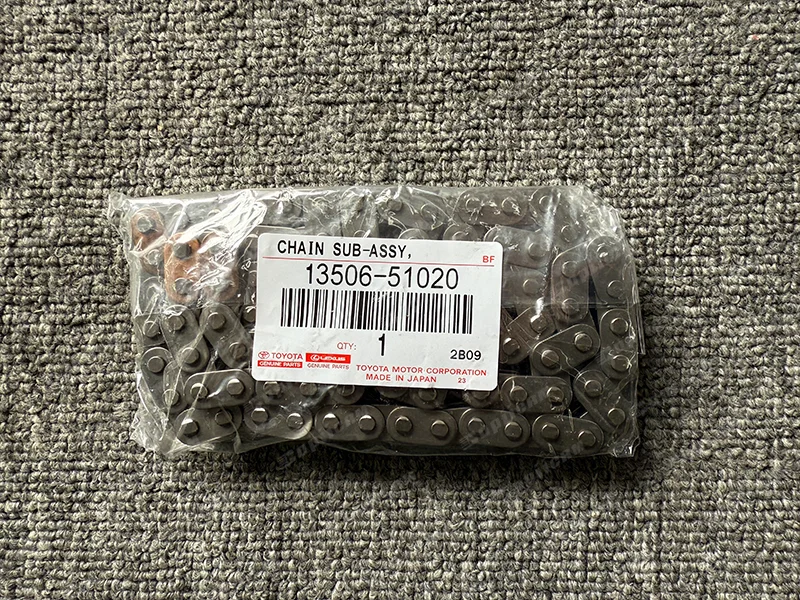 CHAIN SUB-ASSY,
BF
13506-51020
QTY: 1
2B09
TOYOTA
GENUINE PARTS
LEXUS
GENUINE PARTS
TOYOTA MOTOR CORPORATION
MADE IN JAPAN 23